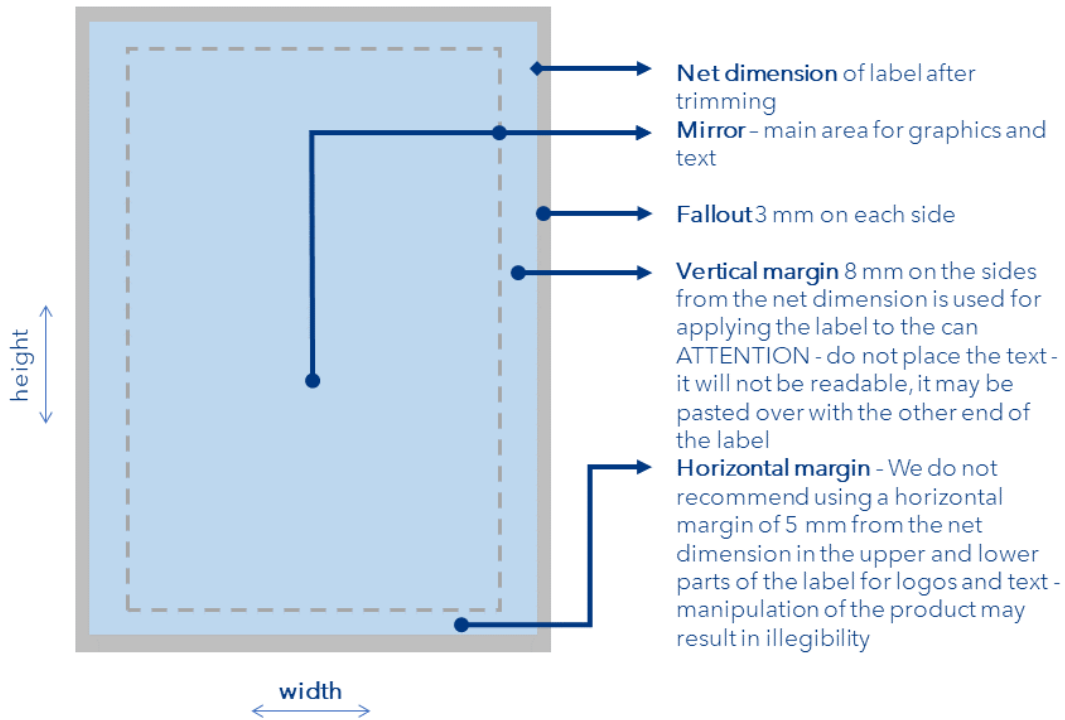 Net dimension of label after
trimming
Mirror – main area for graphics and
text
Fallout 3 mm on each side
Vertical margin 8 mm on the sides
from the net dimension is used for
applying the label to the can
ATTENTION - do not place the text -
it will not be readable, it may be
pasted over with the other end of
the label
Horizontal margin - We do not
recommend using a horizontal
margin of 5 mm from the net
dimension in the upper and lower
parts of the label for logos and text -
manipulation of the product may
result in illegibility
height
width